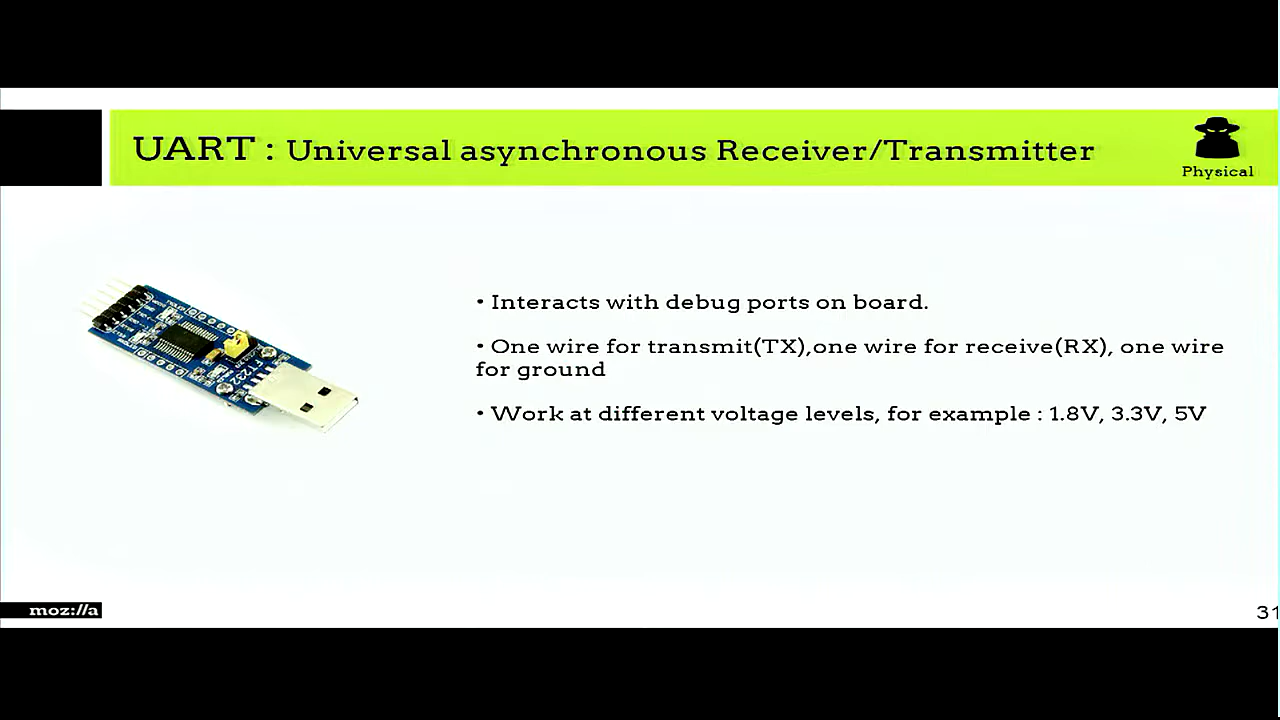 UART : Universal asynchronous Receiver/Transmitter
Physical
• Interacts with debug ports on board.
• One wire for transmit(TX),one wire for receive(RX), one wire
for ground
• Work at different voltage levels, for example : 1.8V, 3.3V, 5V
FT232
moz://a
31